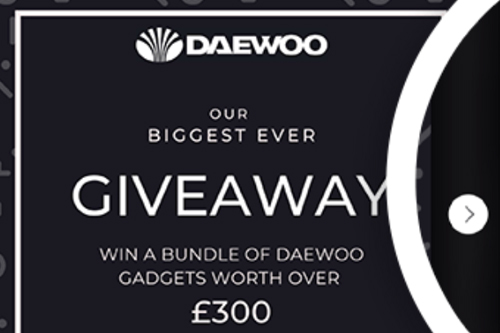 DAEWOO
OUR
BIGGEST EVER
GIVEAWAY
WIN A BUNDLE OF DAEWOO
GADGETS WORTH OVER
£300